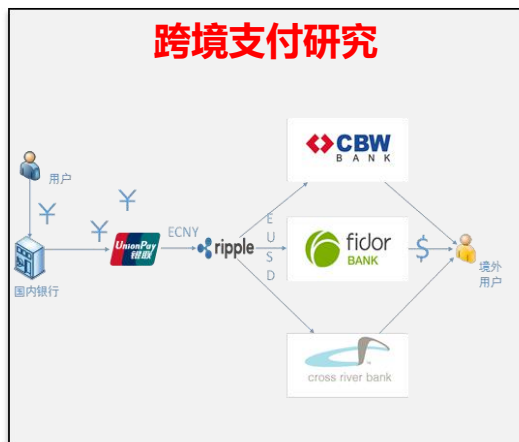 跨境支付研究
CBW
BANK
用户
¥
¥
¥
国内银行
UnionPay
银联
ECNY
ripple
E
U
S
D
fidor
BANK
$
境外
用户
cross river bank